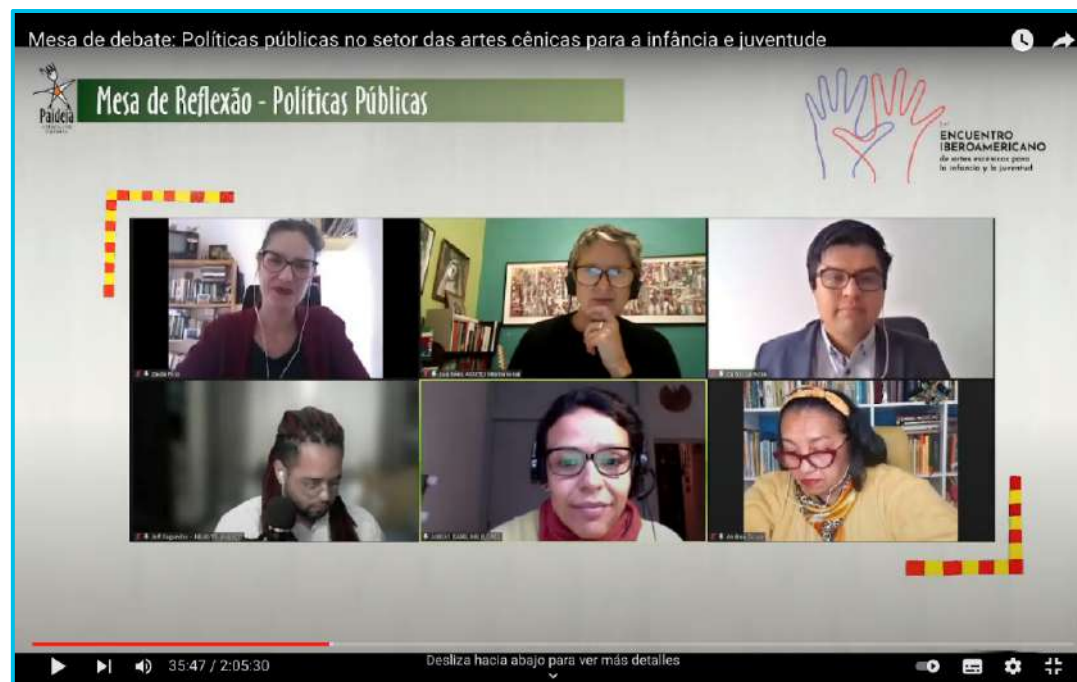 Mesa de debate: Políticas públicas no setor das artes cênicas para a infância e juventude
Paideia
Mesa de Reflexão - Políticas Públicas
ENCUENTRO
IBEROAMERICANO
de artes escénicas para
la infancia y la juventud
35:47 / 2:05:30
Desliza hacia abajo para ver más detalles